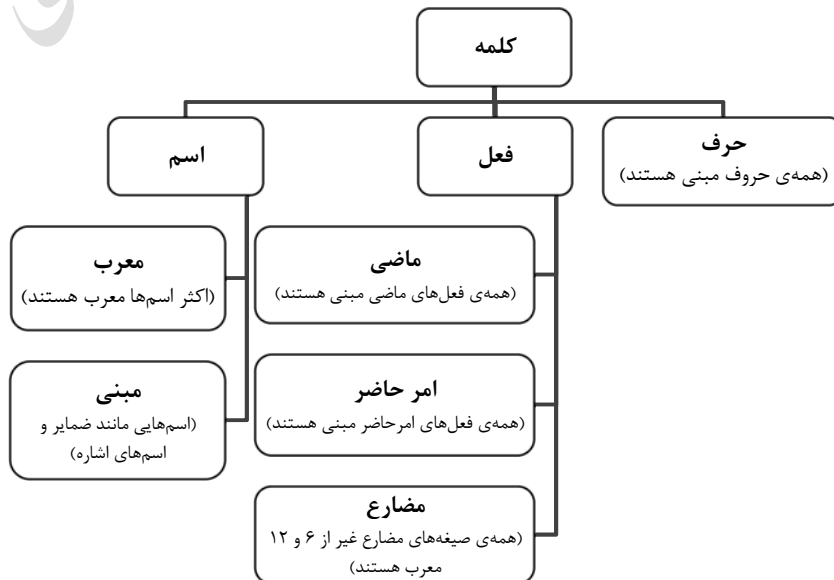 کلمه
حرف
(همه‌ی حروف مبنی هستند)
فعل
اسم
ماضی
(همه‌ی فعل‌های ماضی مبنی هستند)
معرب
(اکثر اسم‌ها معرب هستند)
امر حاضر
(همه‌ی فعل‌های امرحاضر مبنی هستند)
مبنی
(اسم‌هایی مانند ضمایر و
اسم‌های اشاره)
مضارع
(همه‌ی صیغه‌های مضارع غیر از ۶ و ۱۲
معرب هستند)